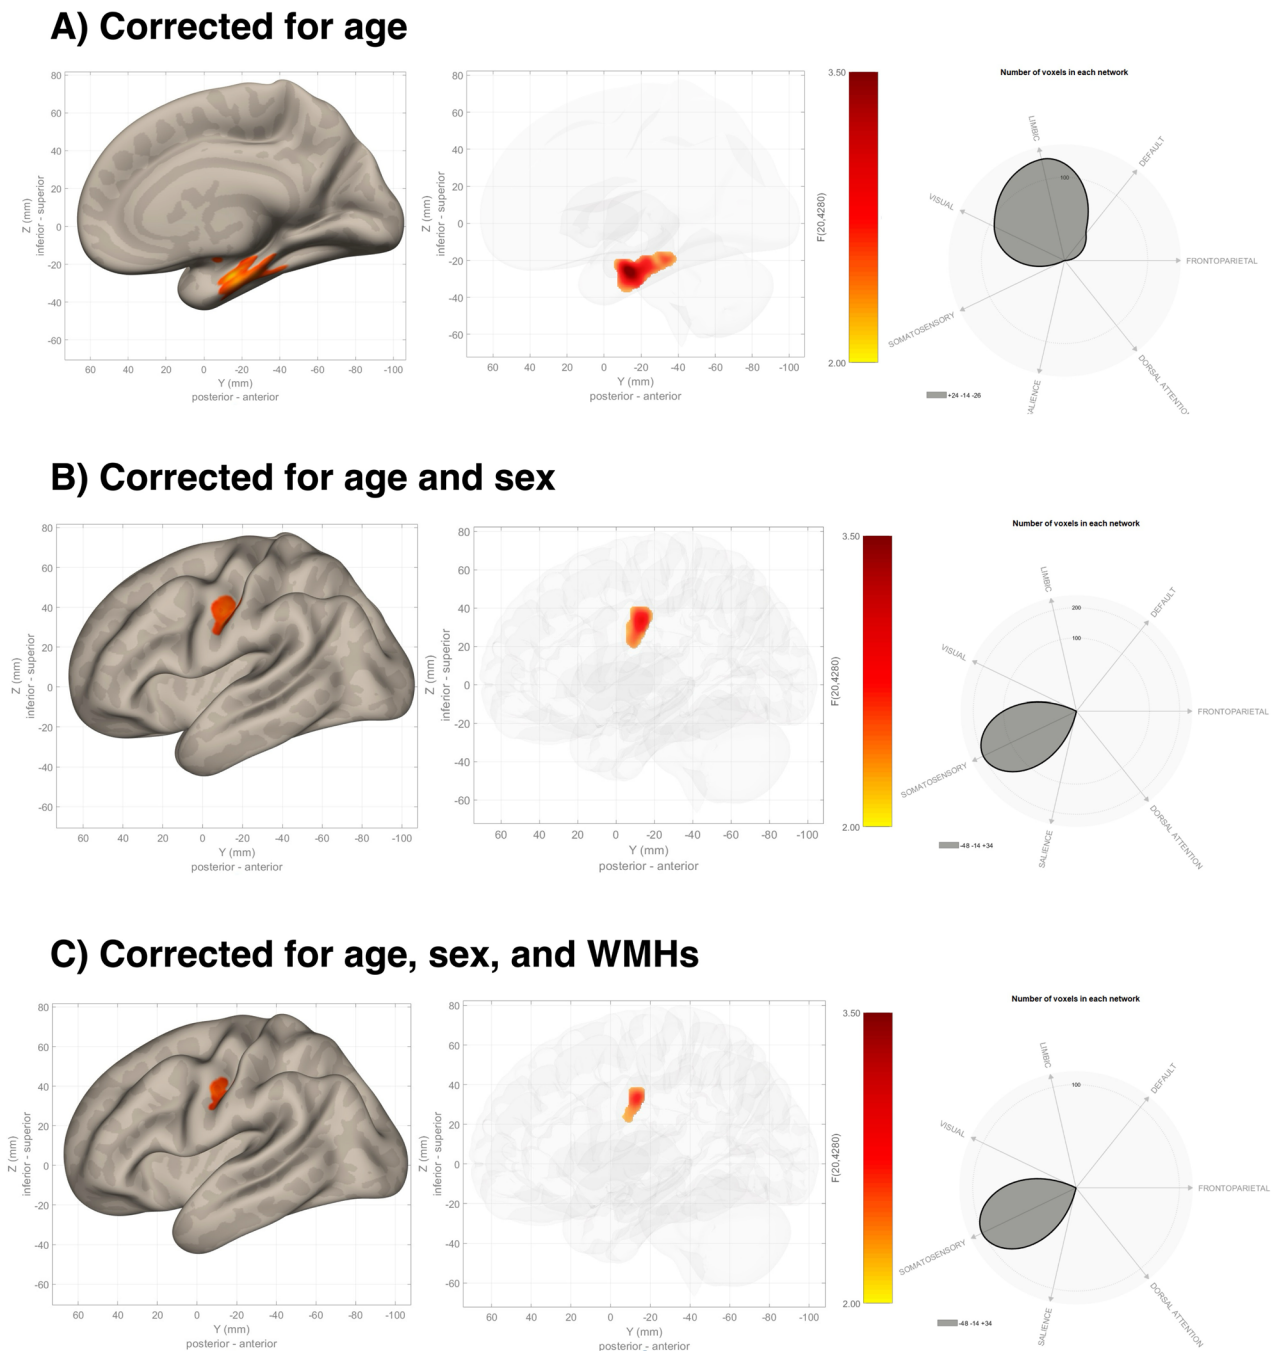 A) Corrected for age
80
60
40
20
0
-20
-40
-60
Z (mm)
inferior - superior
60 40 20 0 -20 -40 -60 -80 -100
Y (mm)
posterior - anterior
80
60
40
20
0
-20
-40
-60
Z (mm)
inferior - superior
60 40 20 0 -20 -40 -60 -80 -100
Y (mm)
posterior - anterior
3.50
F(20,4280)
2.00
Number of voxels in each network
LIMBIC
DEFAULT
100
VISUAL
FRONTOPARIETAL
SOMATOSENSORY
ALIENCE
DORSAL ATTENTIO
+24 -14 -26
B) Corrected for age and sex
80
60
40
20
0
-20
-40
-60
Z (mm)
inferior - superior
60 40 20 0 -20 -40 -60 -80 -100
Y (mm)
posterior - anterior
80
60
40
20
0
-20
-40
-60
Z (mm)
inferior - superior
60 40 20 0 -20 -40 -60 -80 -100
Y (mm)
posterior - anterior
3.50
F(20,4280)
2.00
Number of voxels in each network
LIMBIC
DEFAULT
200
100
VISUAL
FRONTOPARIETAL
SOMATOSENSORY
SALIENCE
DORSAL ATTENTION
-48 -14 +34
C) Corrected for age, sex, and WMHs
80
60
40
20
0
-20
-40
-60
Z (mm)
inferior - superior
60 40 20 0 -20 -40 -60 -80 -100
Y (mm)
posterior - anterior
80
60
40
20
0
-20
-40
-60
Z (mm)
inferior - superior
60 40 20 0 -20 -40 -60 -80 -100
Y (mm)
posterior - anterior
3.50
F(20,4280)
2.00
Number of voxels in each network
LIMBIC
DEFAULT
100
VISUAL
FRONTOPARIETAL
SOMATOSENSORY
SALIENCE
DORSAL ATTENTION
-48 -14 +34